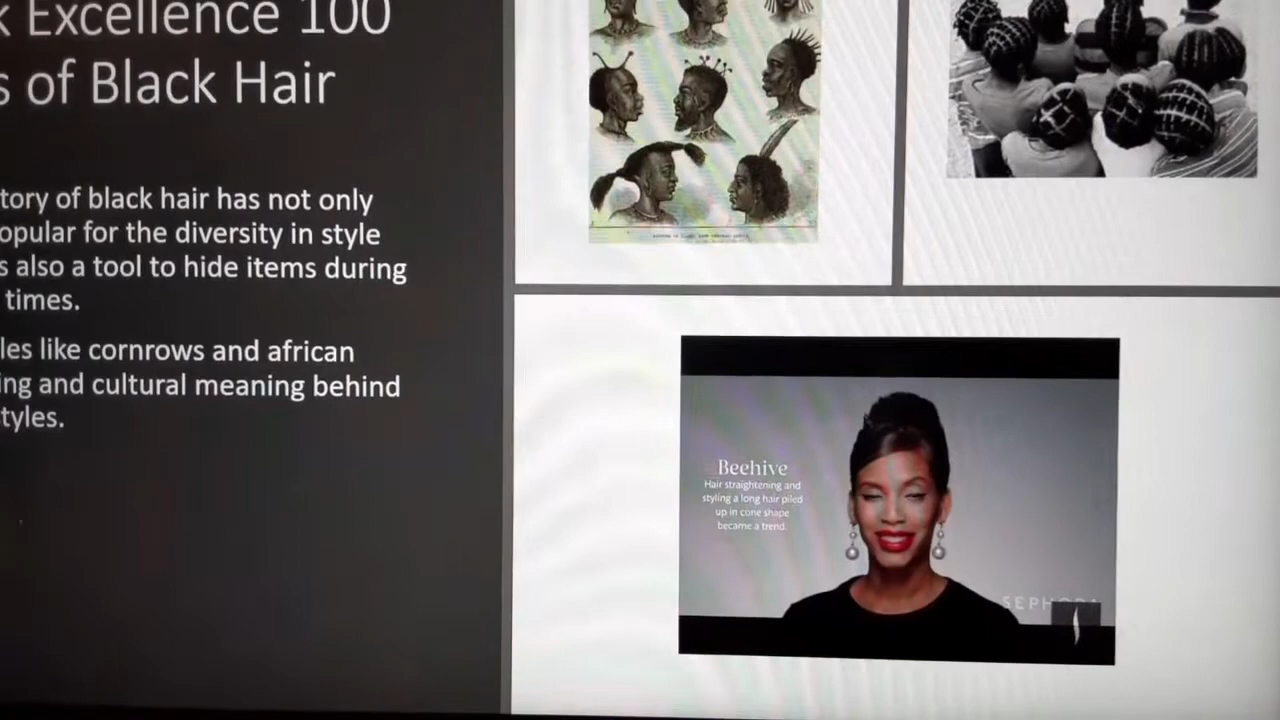 k Excellence 100
s of Black Hair
tory of black hair has not only
opular for the diversity in style
s also a tool to hide items during
times.
les like cornrows and african
ing and cultural meaning behind
tyles.
Beehive
Hair straightening and
styling a long hair piled
up in cone shape
became a trend.
SEPHORA